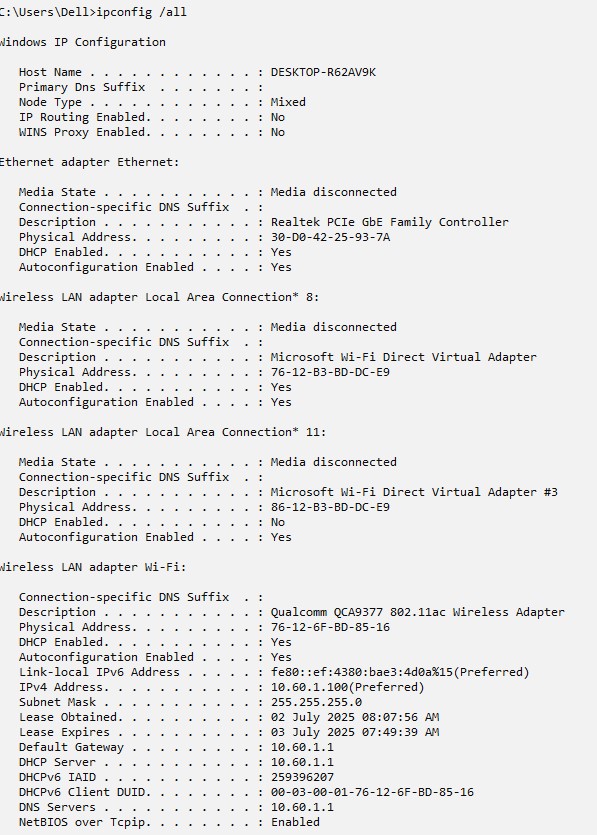 C:\Users\Dell>ipconfig /all
Windows IP Configuration
Host Name . . . . . . . . . . . . : DESKTOP-R62AV9K
Primary Dns Suffix  . . . . . . . :
Node Type . . . . . . . . . . . . : Mixed
IP Routing Enabled. . . . . . . . : No
WINS Proxy Enabled. . . . . . . . : No
Ethernet adapter Ethernet:
Media State . . . . . . . . . . . : Media disconnected
Connection-specific DNS Suffix  . :
Description . . . . . . . . . . . : Realtek PCIe GbE Family Controller
Physical Address. . . . . . . . . : 30-D0-42-25-93-7A
DHCP Enabled. . . . . . . . . . . : Yes
Autoconfiguration Enabled . . . . : Yes
Wireless LAN adapter Local Area Connection* 8:
Media State . . . . . . . . . . . : Media disconnected
Connection-specific DNS Suffix  . :
Description . . . . . . . . . . . : Microsoft Wi-Fi Direct Virtual Adapter
Physical Address. . . . . . . . . : 76-12-B3-BD-DC-E9
DHCP Enabled. . . . . . . . . . . : Yes
Autoconfiguration Enabled . . . . : Yes
Wireless LAN adapter Local Area Connection* 11:
Media State . . . . . . . . . . . : Media disconnected
Connection-specific DNS Suffix  . :
Description . . . . . . . . . . . : Microsoft Wi-Fi Direct Virtual Adapter #3
Physical Address. . . . . . . . . : 86-12-B3-BD-DC-E9
DHCP Enabled. . . . . . . . . . . : No
Autoconfiguration Enabled . . . . : Yes
Wireless LAN adapter Wi-Fi:
Connection-specific DNS Suffix  . :
Description . . . . . . . . . . . : Qualcomm QCA9377 802.11ac Wireless Adapter
Physical Address. . . . . . . . . : 76-12-6F-BD-85-16
DHCP Enabled. . . . . . . . . . . : Yes
Autoconfiguration Enabled . . . . : Yes
Link-local IPv6 Address . . . . . : fe80::ef:4380:bae3:4d0a%15(Preferred)
IPv4 Address. . . . . . . . . . . : 10.60.1.100(Preferred)
Subnet Mask . . . . . . . . . . . : 255.255.255.0
Lease Obtained. . . . . . . . . . : 02 July 2025 08:07:56 AM
Lease Expires . . . . . . . . . . : 03 July 2025 07:49:39 AM
Default Gateway . . . . . . . . . : 10.60.1.1
DHCP Server . . . . . . . . . . . : 10.60.1.1
DHCPv6 IAID . . . . . . . . . . . : 259396207
DHCPv6 Client DUID. . . . . . . . : 00-03-00-01-76-12-6F-BD-85-16
DNS Servers . . . . . . . . . . . : 10.60.1.1
NetBIOS over Tcpip. . . . . . . . : Enabled